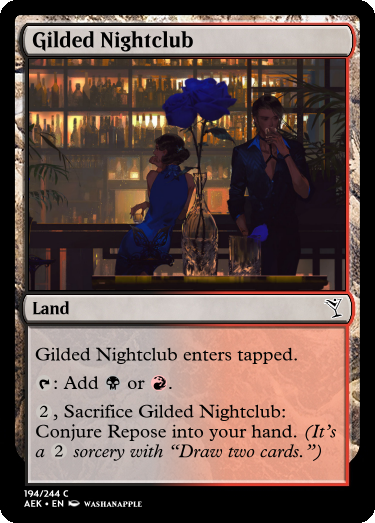 Gilded Nightclub
Land
Gilded Nightclub enters tapped.
: Add or .
2, Sacrifice Gilded Nightclub:
Conjure Repose into your hand. (It's
a 2 sorcery with “Draw two cards.”)
194/244 C
AEK • EN WASHANAPPLE